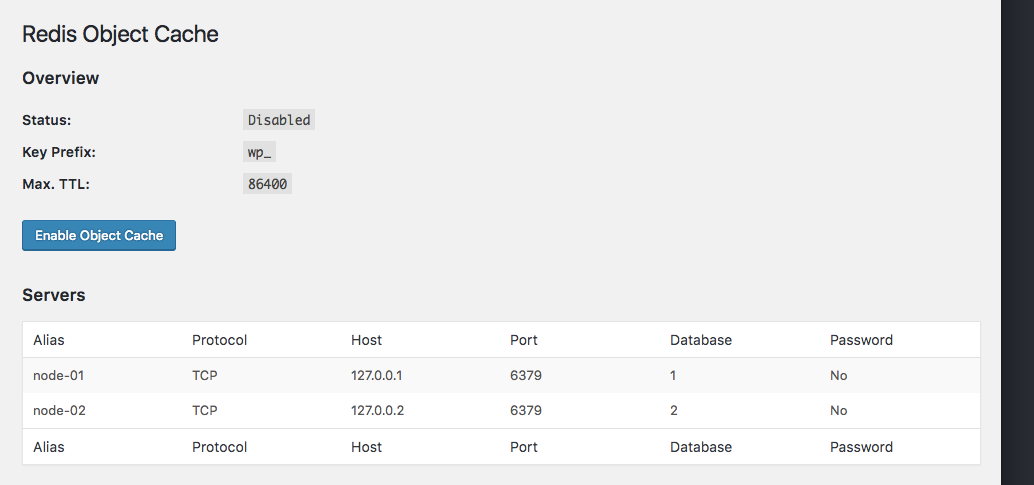 Redis Object Cache
Overview
Status: Disabled
Key Prefix: wp_
Max. TTL: 86400
Enable Object Cache
Servers
Alias Protocol Host Port Database Password
node-01 TCP 127.0.0.1 6379 1 No
node-02 TCP 127.0.0.2 6379 2 No
Alias Protocol Host Port Database Password